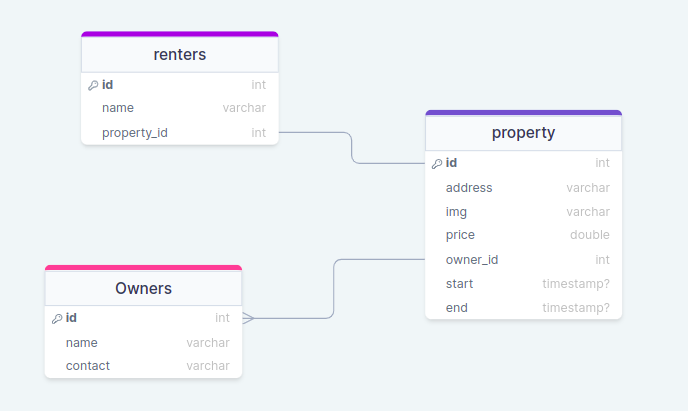 renters
id int
name varchar
property_id int
property
id int
address varchar
img varchar
price double
owner_id int
start timestamp?
end timestamp?
Owners
id int
name varchar
contact varchar